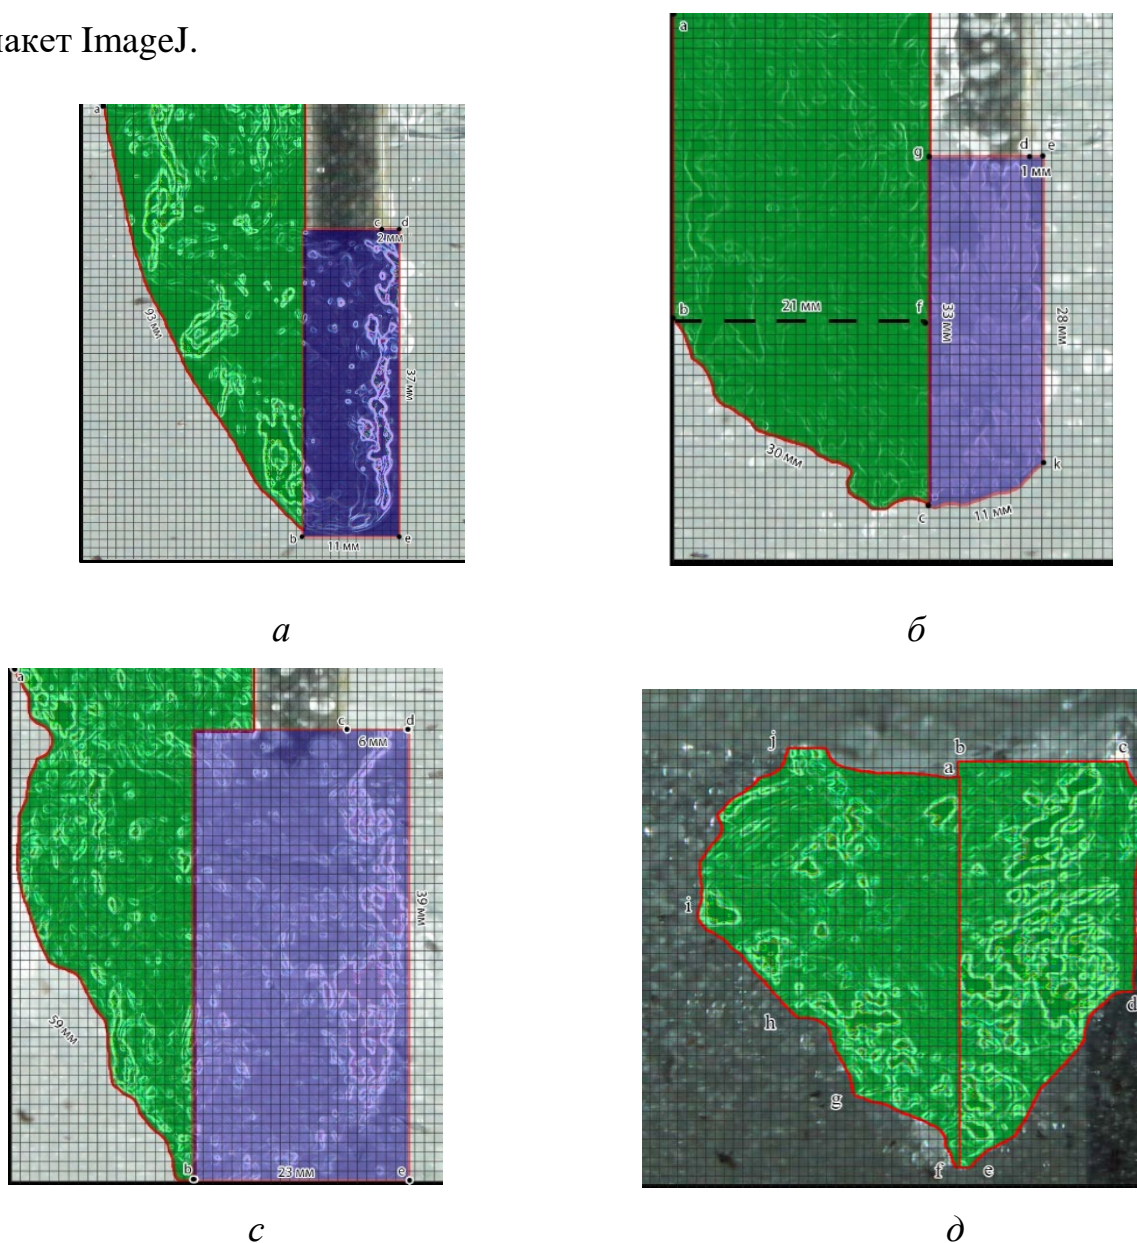 пакет ImageJ.
a
c d
2 мм
93 мм
37 мм
b e
11 мм
a
g d e
1 мм
b 21 мм f
33 мм
28 мм
30 мм
k
c 11 мм
а
б
a
c d
6 мм
39 мм
59 мм
b 23 мм e
j b c
a
i
h d
g
f e
с
д